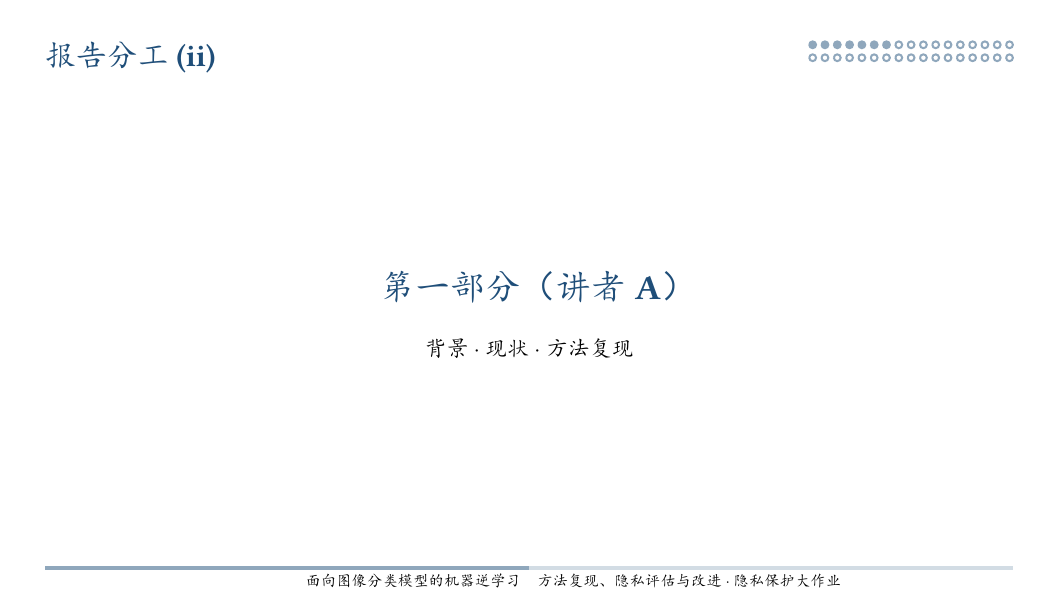 报告分工 (ii)
第一部分（讲者 A）
背景 · 现状 · 方法复现
面向图像分类模型的机器逆学习 方法复现、隐私评估与改进 · 隐私保护大作业